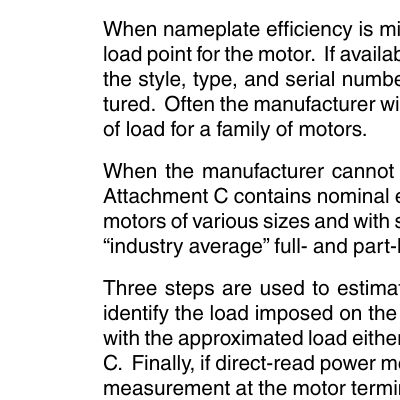 When nameplate efficiency is mi
load point for the motor. If availab
the style, type, and serial numbe
tured. Often the manufacturer wi
of load for a family of motors.
When the manufacturer cannot
Attachment C contains nominal e
motors of various sizes and with s
“industry average” full- and part-l
Three steps are used to estimat
identify the load imposed on the
with the approximated load either
C. Finally, if direct-read power me
measurement at the motor termin